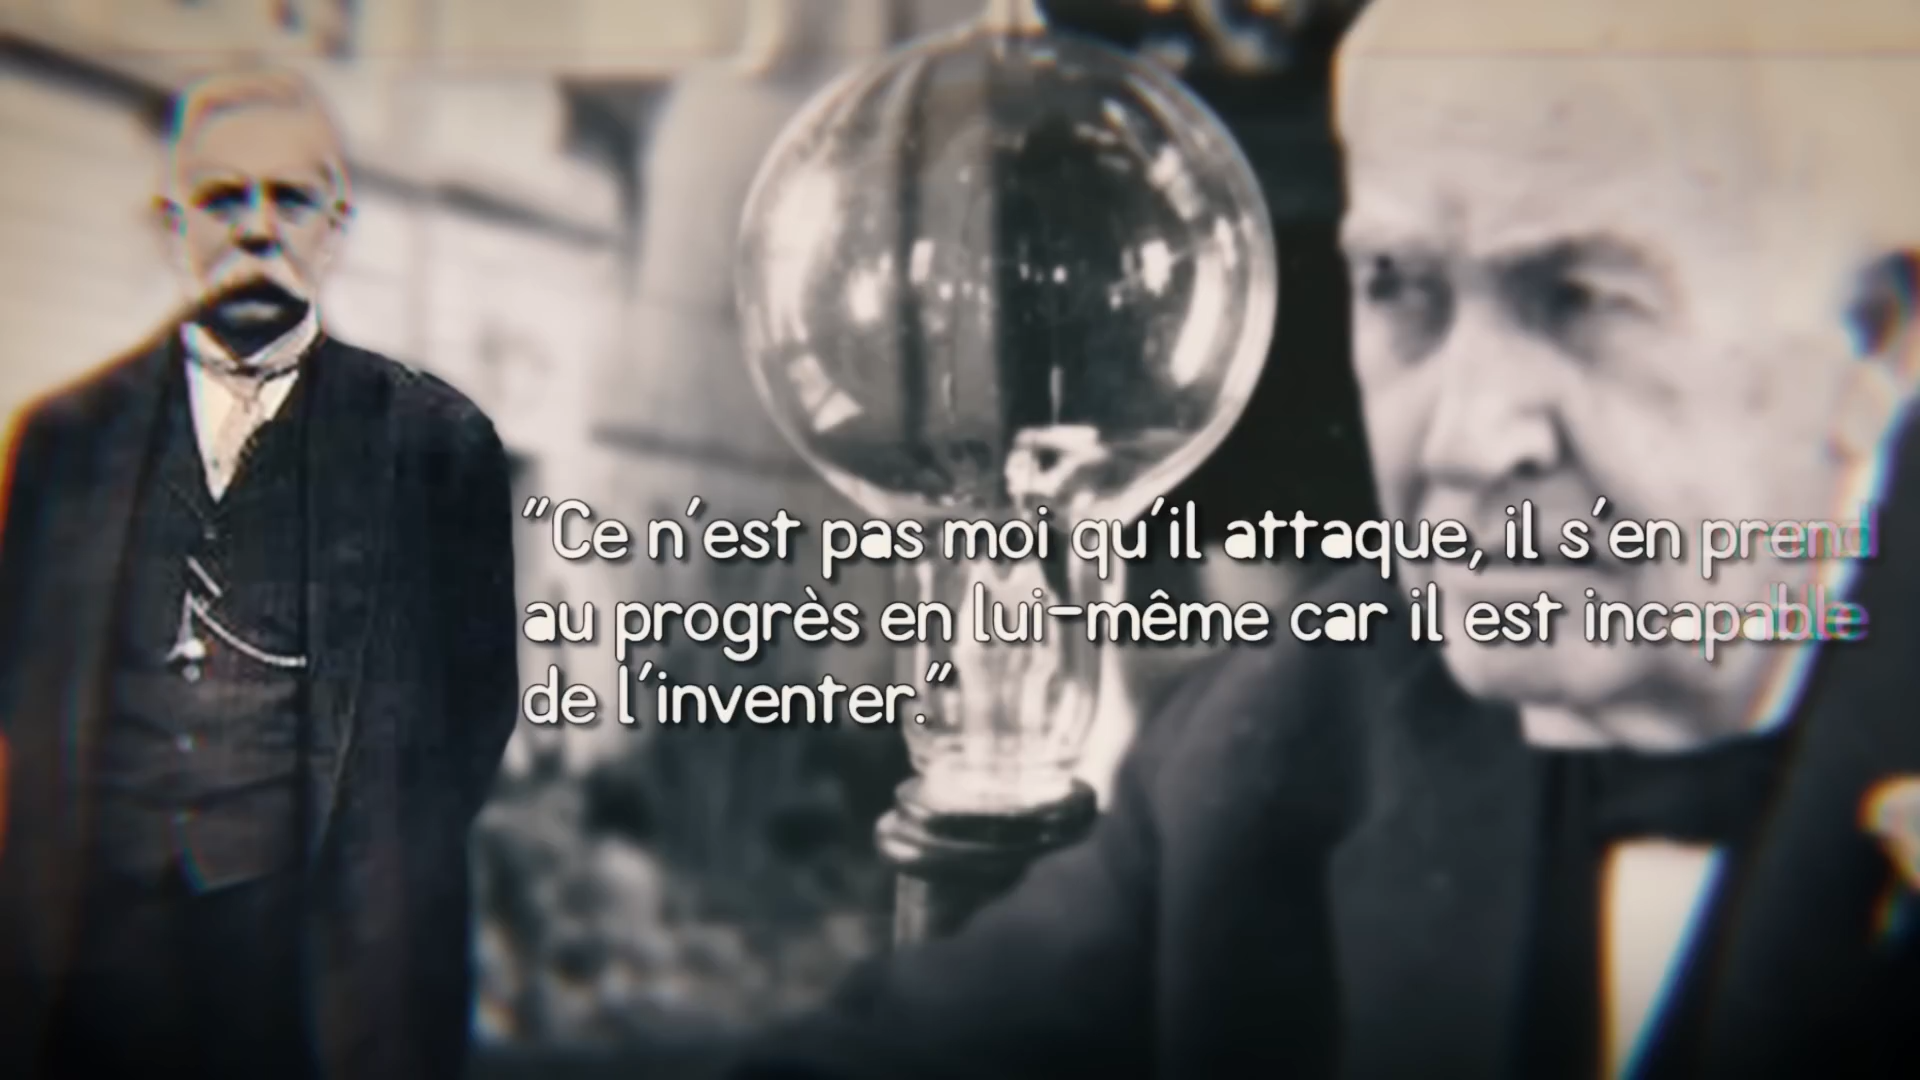 "Ce n'est pas moi qu'il attaque, il s'en prend
au progrès en lui-même car il est incapable
de l'inventer."